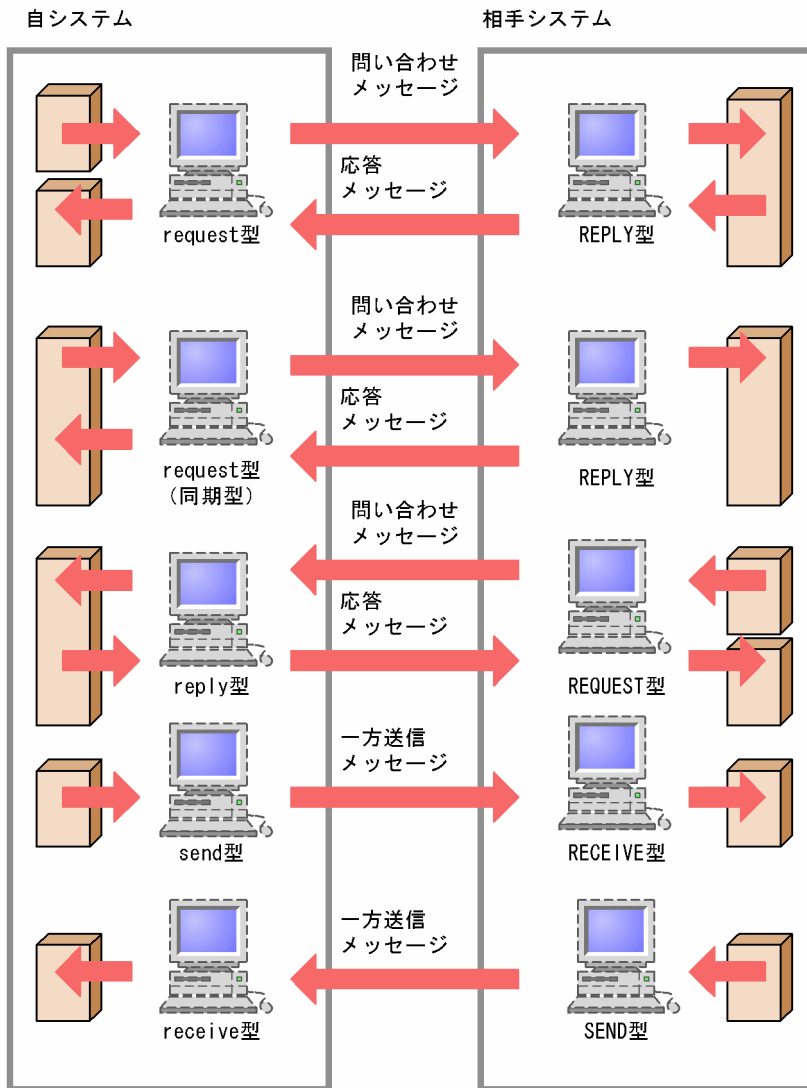 自システム
相手システム
問い合わせ
メッセージ
応答
メッセージ
request型
REPLY型
問い合わせ
メッセージ
応答
メッセージ
request型
(同期型)
REPLY型
問い合わせ
メッセージ
応答
メッセージ
reply型
REQUEST型
一方送信
メッセージ
send型
RECEIVE型
一方送信
メッセージ
receive型
SEND型